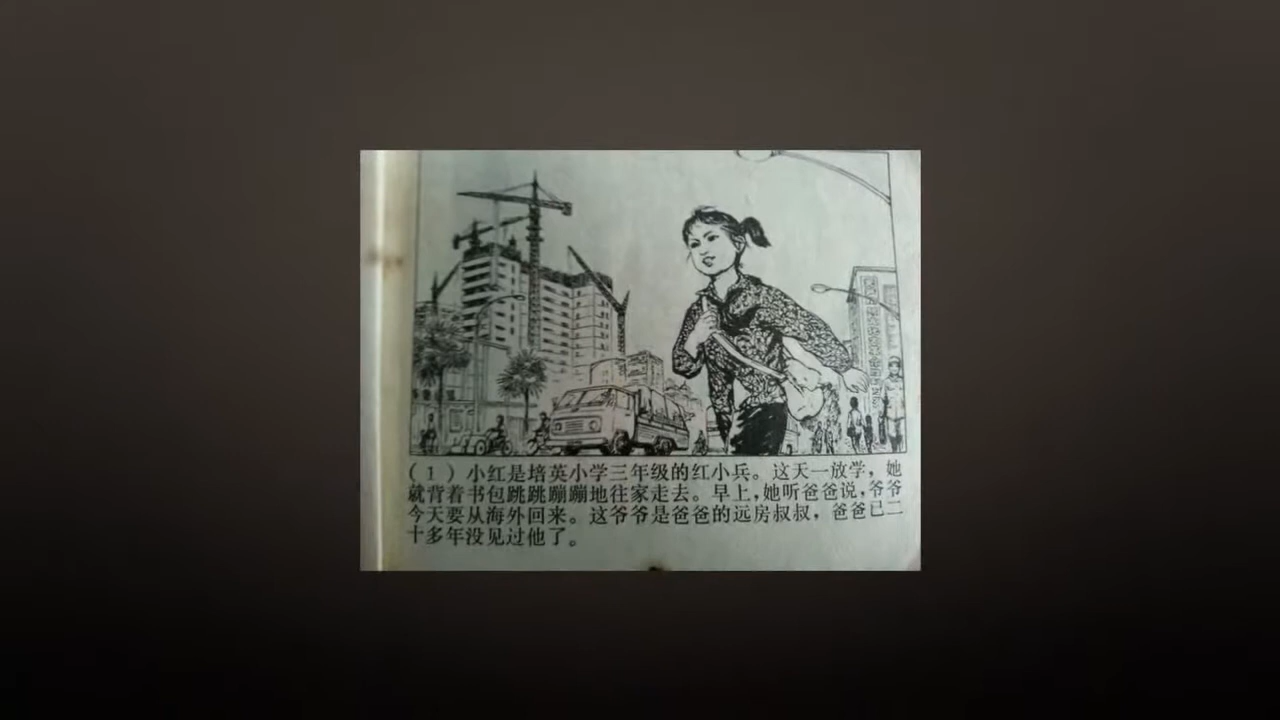 （1）小红是培英小学三年级的红小兵。这天一放学，她
就背着书包跳跳蹦蹦地往家走去。早上，她听爸爸说，爷爷
今天要从海外回来。这爷爷是爸爸的远房叔叔，爸爸已二
十多年没见过他了。